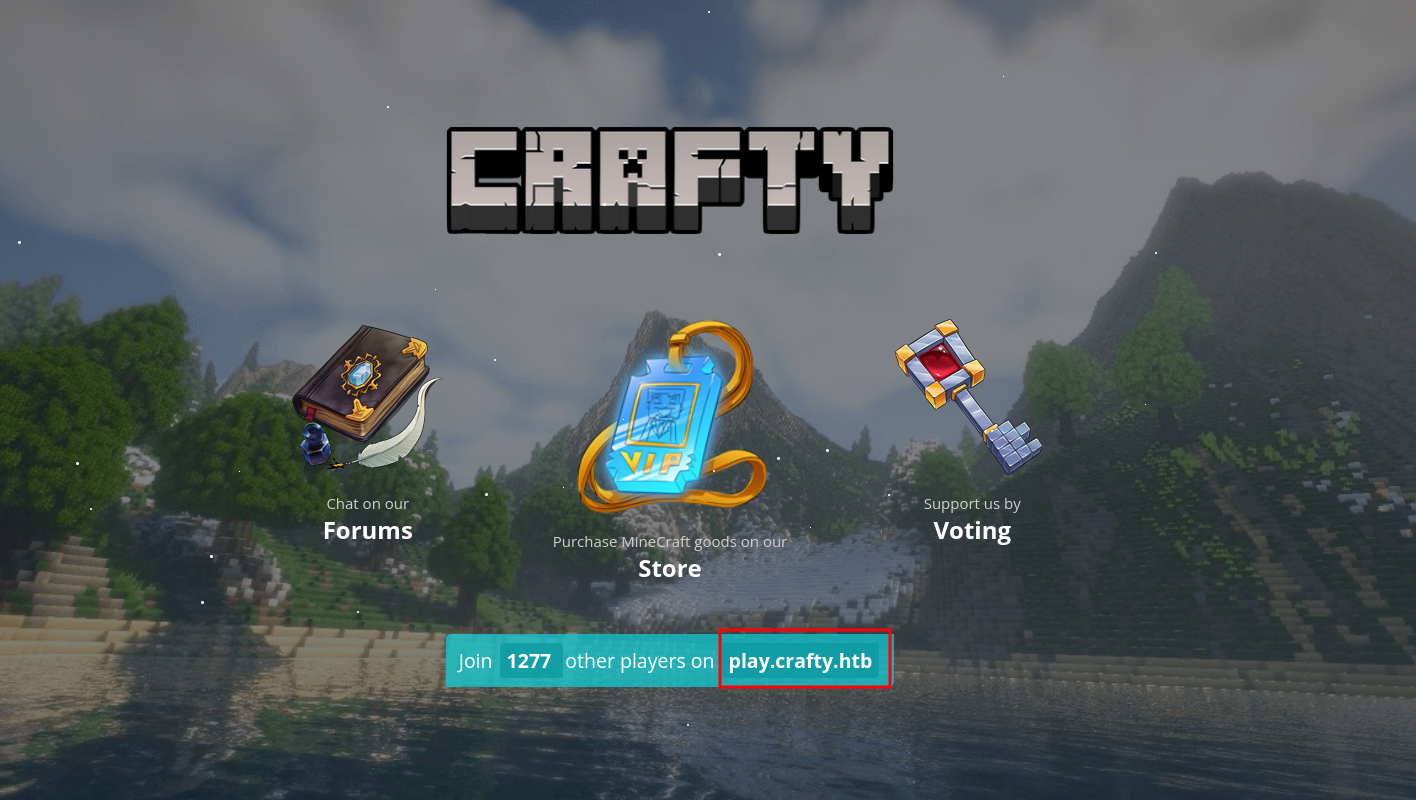 CRAFTY
VIP
Chat on our
Forums
Purchase MineCraft goods on our
Store
Support us by
Voting
Join 1277 other players on play.crafty.htb